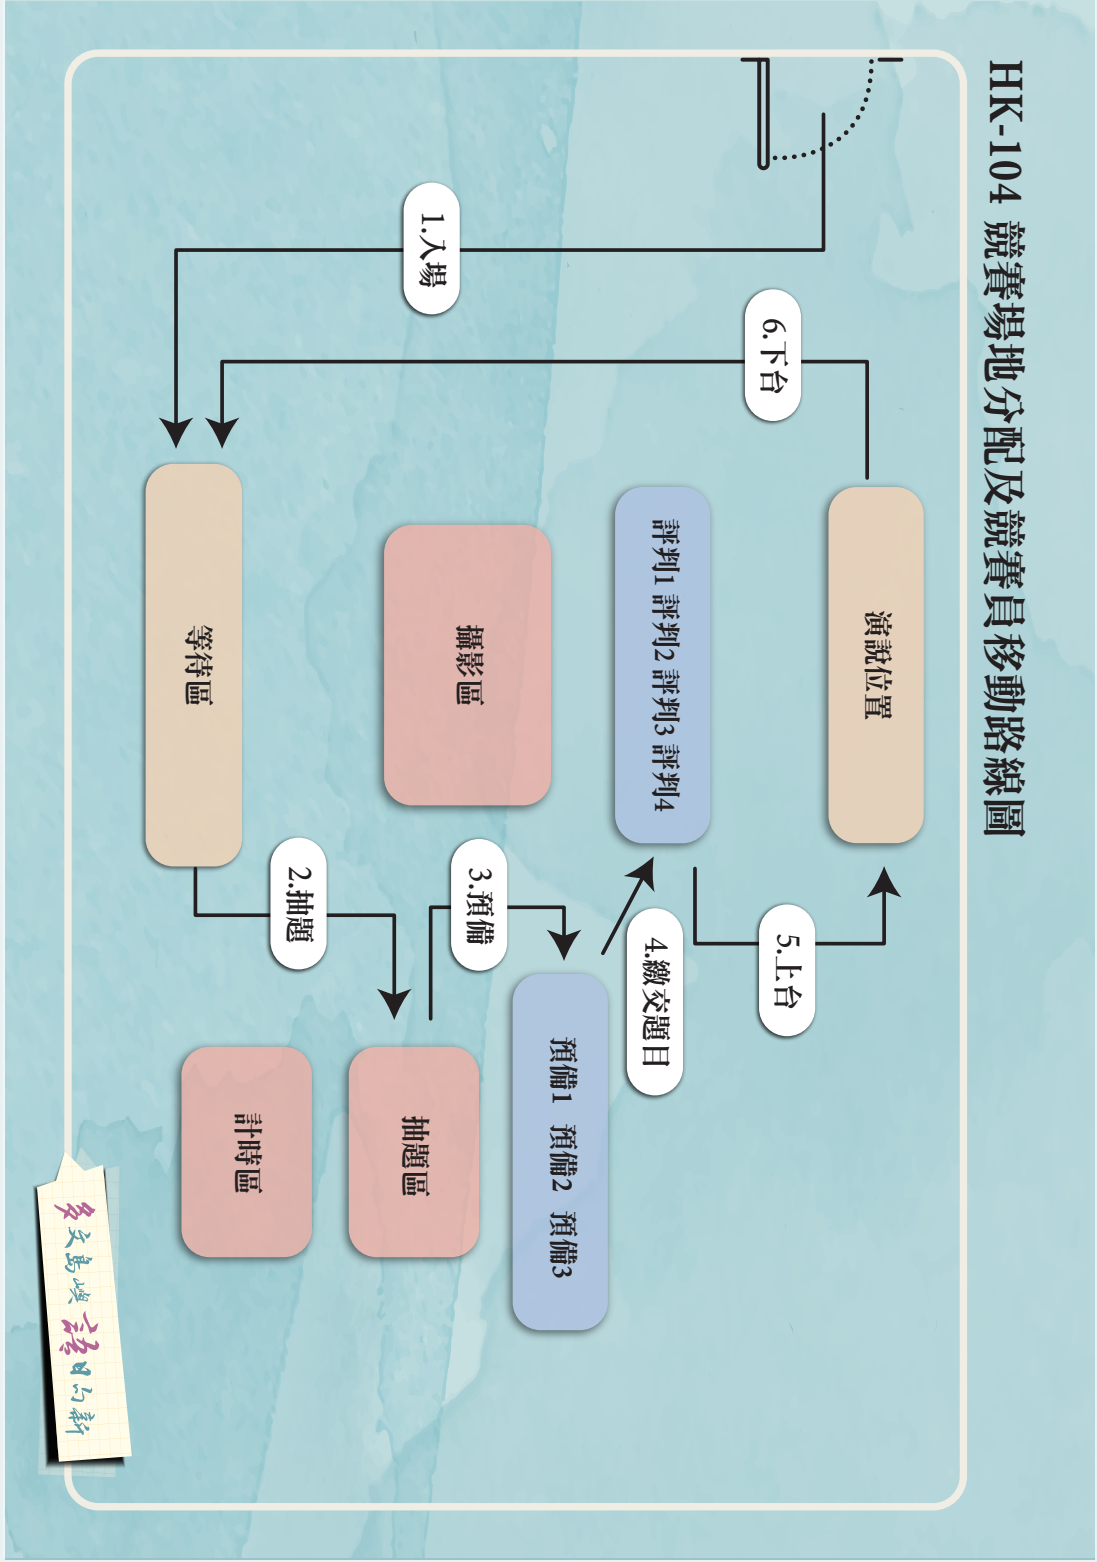 HK-104 競賽場地分配及競賽員移動路線圖
1.入場
6.下台
演說位置
評判1 評判2 評判3 評判4
攝影區
等待區
5.上台
4.繳交題目
3.預備
2.抽題
預備1 預備2 預備3
抽題區
計時區
多文島嶼 語日的新